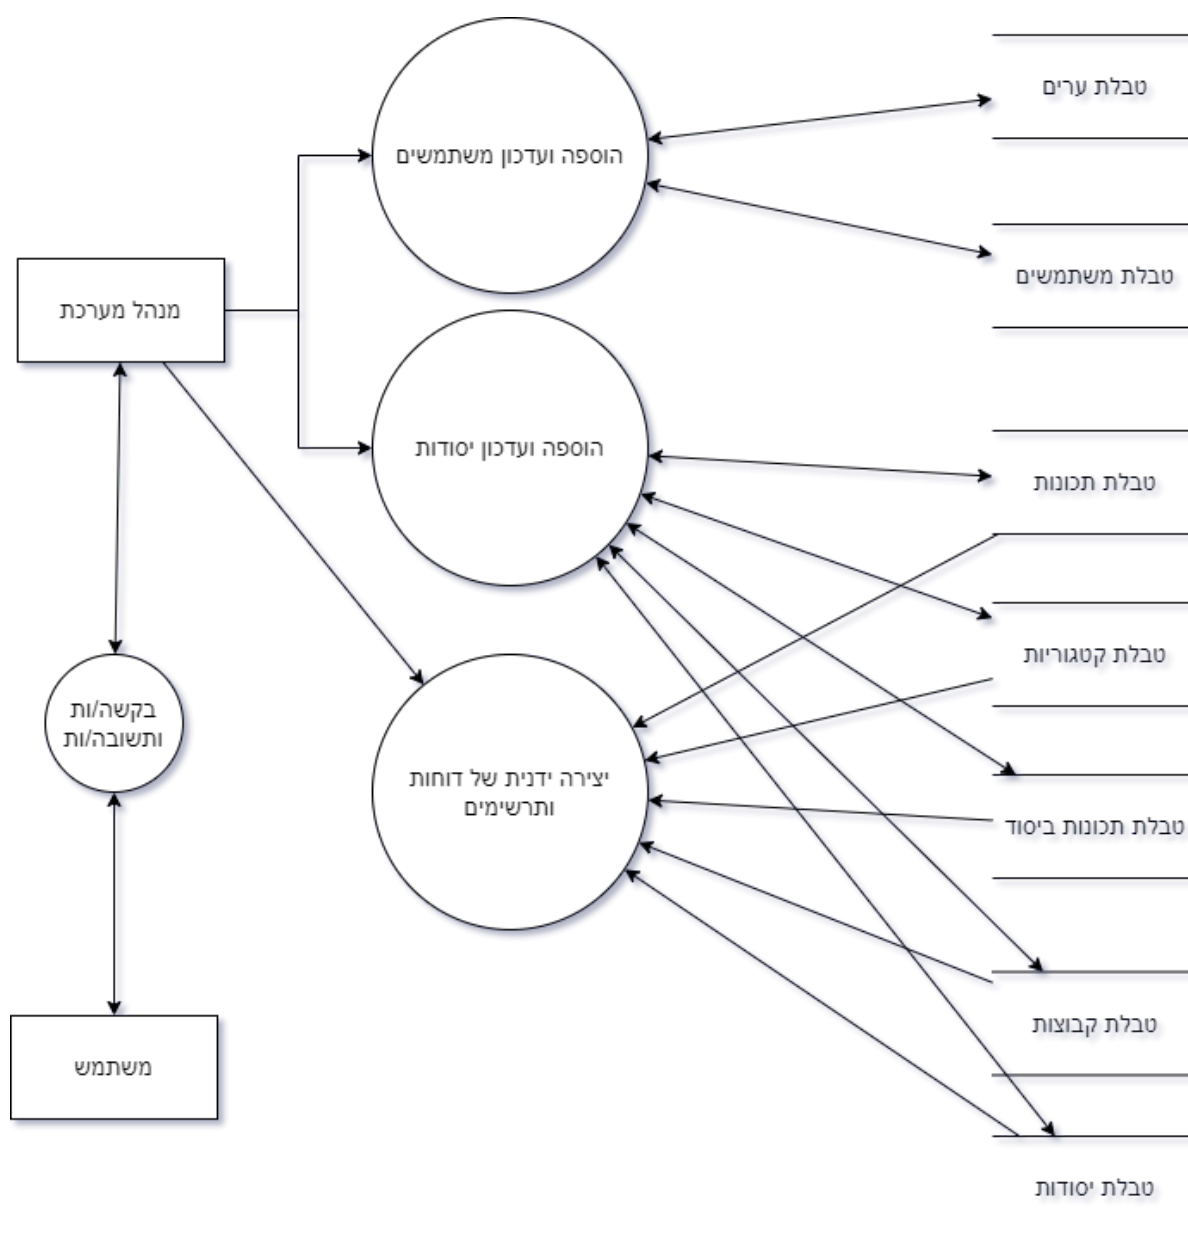 טבלת ערים
הוספה ועדכון משתמשים
טבלת משתמשים
מנהל מערכת
הוספה ועדכון יסודות
טבלת תכונות
טבלת קטגוריות
בקשה/ות
ותשובה/ות
יצירה ידנית של דוחות
ותרשימים
טבלת תכונות ביסוד
טבלת קבוצות
משתמש
טבלת יסודות